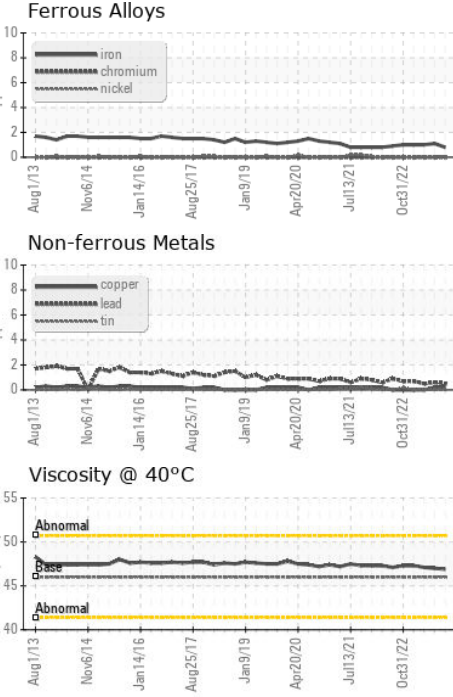 Ferrous Alloys
10
8
6
4
2
0
iron
chromium
nickel
Aug1/13
Nov6/14
Jan14/16
Aug25/17
Jan9/19
Apr20/20
Jul13/21
Oct31/22
Non-ferrous Metals
10
8
6
4
2
0
copper
lead
tin
Aug1/13
Nov6/14
Jan14/16
Aug25/17
Jan9/19
Apr20/20
Jul13/21
Oct31/22
Viscosity @ 40°C
55
50
45
40
Abnormal
Base
Abnormal
Aug1/13
Nov6/14
Jan14/16
Aug25/17
Jan9/19
Apr20/20
Jul13/21
Oct31/22